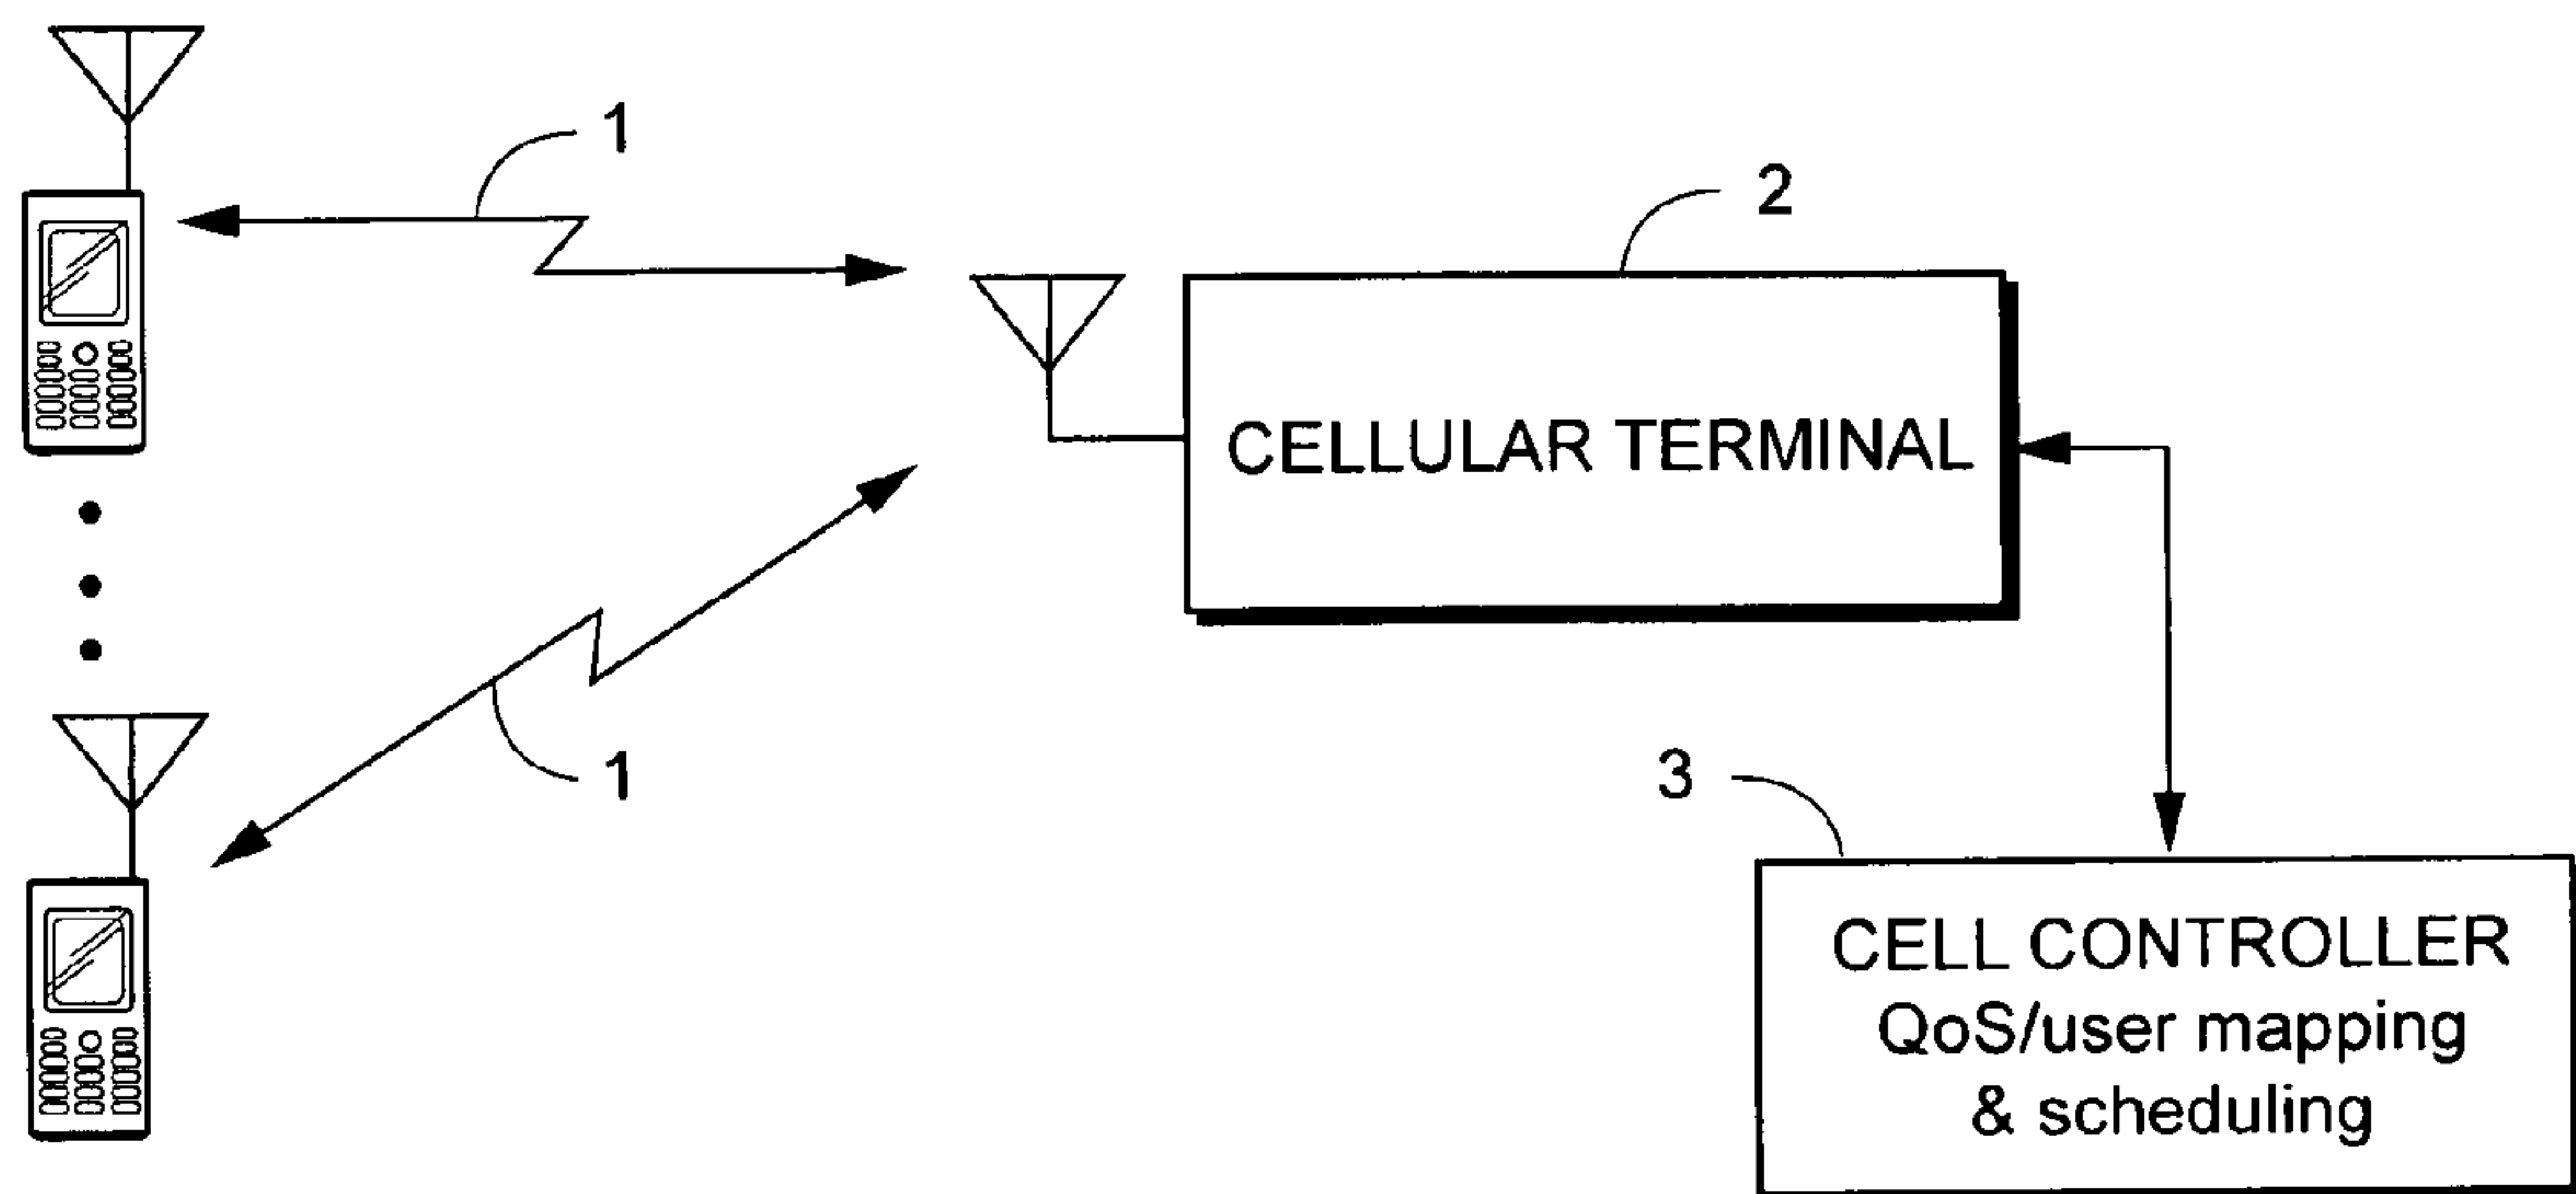 1
2
CELLULAR TERMINAL
1
3
CELL CONTROLLER
QoS/user mapping
& scheduling